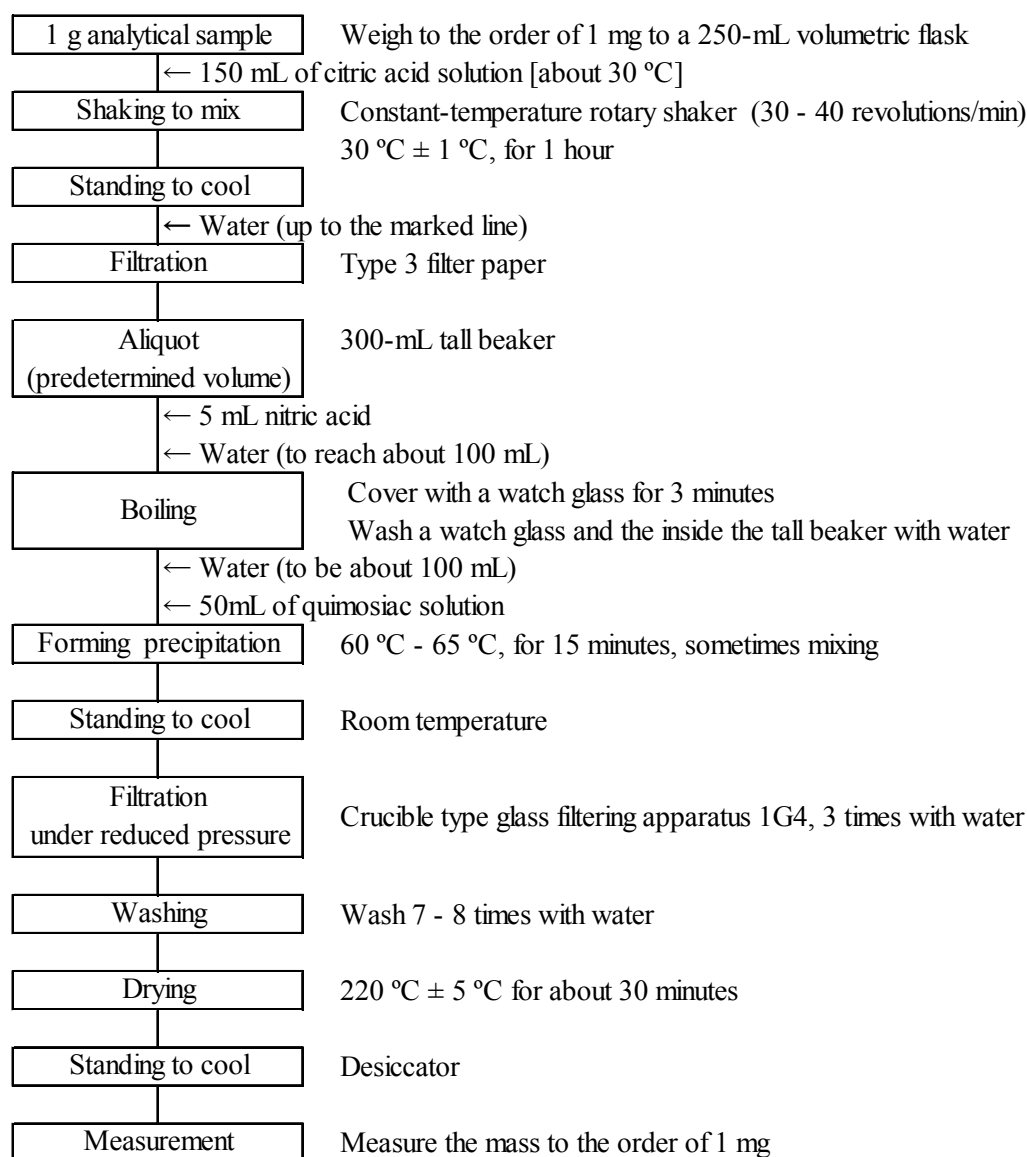 1 g analytical sample Weigh to the order of 1 mg to a 250-mL volumetric flask
← 150 mL of citric acid solution [about 30 ºC]
Shaking to mix Constant-temperature rotary shaker (30 - 40 revolutions/min)
30 ºC ± 1 ºC, for 1 hour
Standing to cool
← Water (up to the marked line)
Filtration Type 3 filter paper
Aliquot 300-mL tall beaker
(predetermined volume)
← 5 mL nitric acid
← Water (to reach about 100 mL)
Cover with a watch glass for 3 minutes
Boiling
Wash a watch glass and the inside the tall beaker with water
← Water (to be about 100 mL)
← 50mL of quimosiac solution
Forming precipitation 60 ºC - 65 ºC, for 15 minutes, sometimes mixing
Standing to cool Room temperature
Filtration
under reduced pressure Crucible type glass filtering apparatus 1G4, 3 times with water
Washing Wash 7 - 8 times with water
Drying 220 ºC ± 5 ºC for about 30 minutes
Standing to cool Desiccator
Measurement Measure the mass to the order of 1 mg